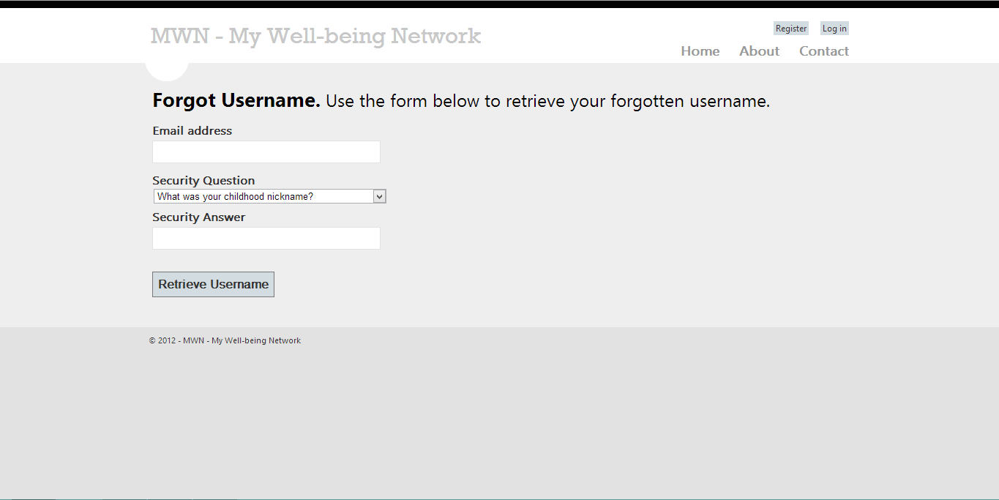 MWN - My Well-being Network
Register Log in
Home About Contact
Forgot Username. Use the form below to retrieve your forgotten username.
Email address
Security Question
What was your childhood nickname?
Security Answer
Retrieve Username
© 2012 - MWN - My Well-being Network